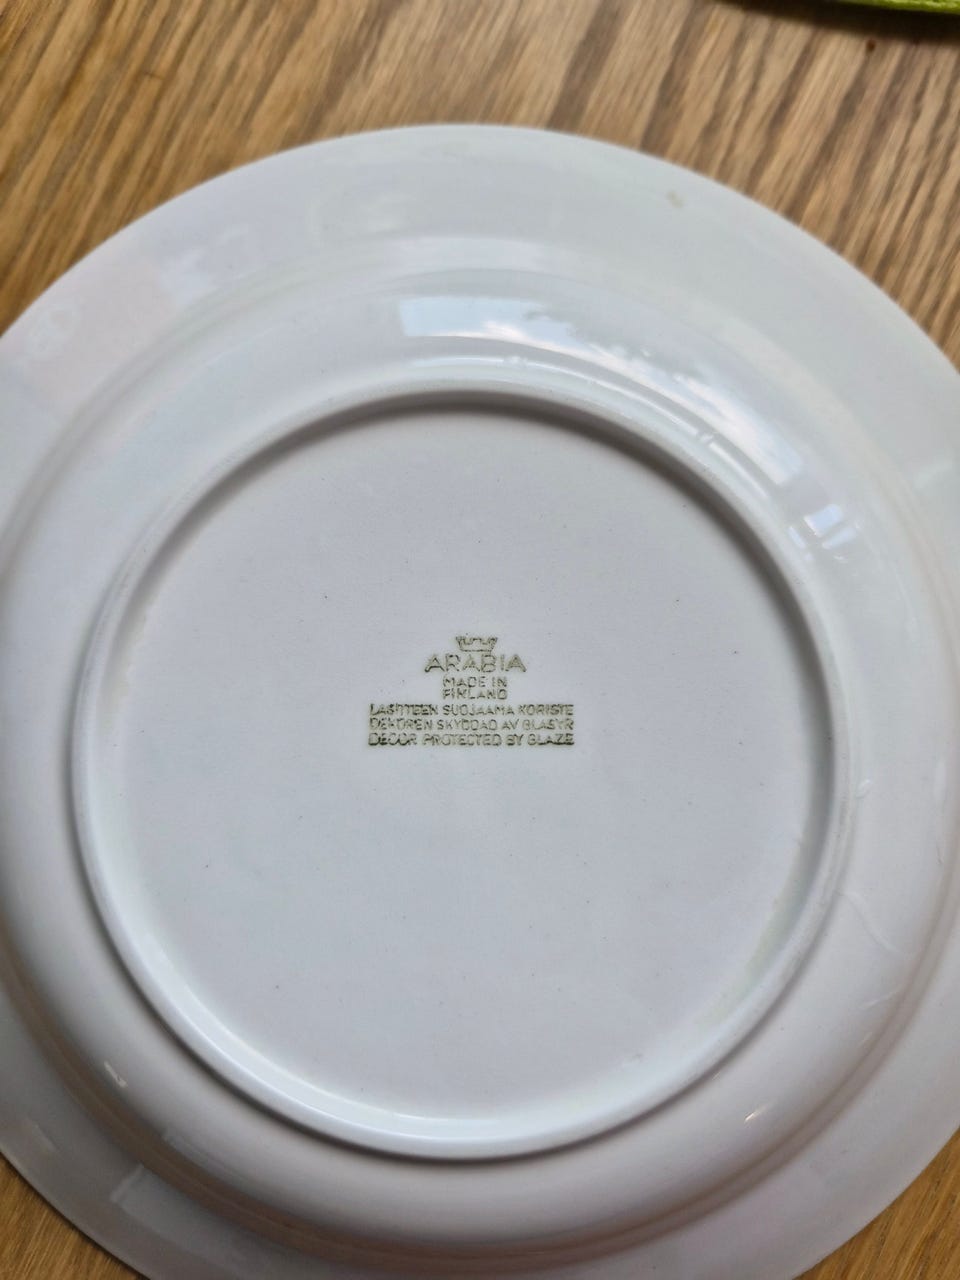 ARABIA
MADE IN
FINLAND
LASITTEEN SUOJAAMA KORISTE
DEKOREN SKYDDAD AV GLASYR
DECOR PROTECTED BY GLAZE